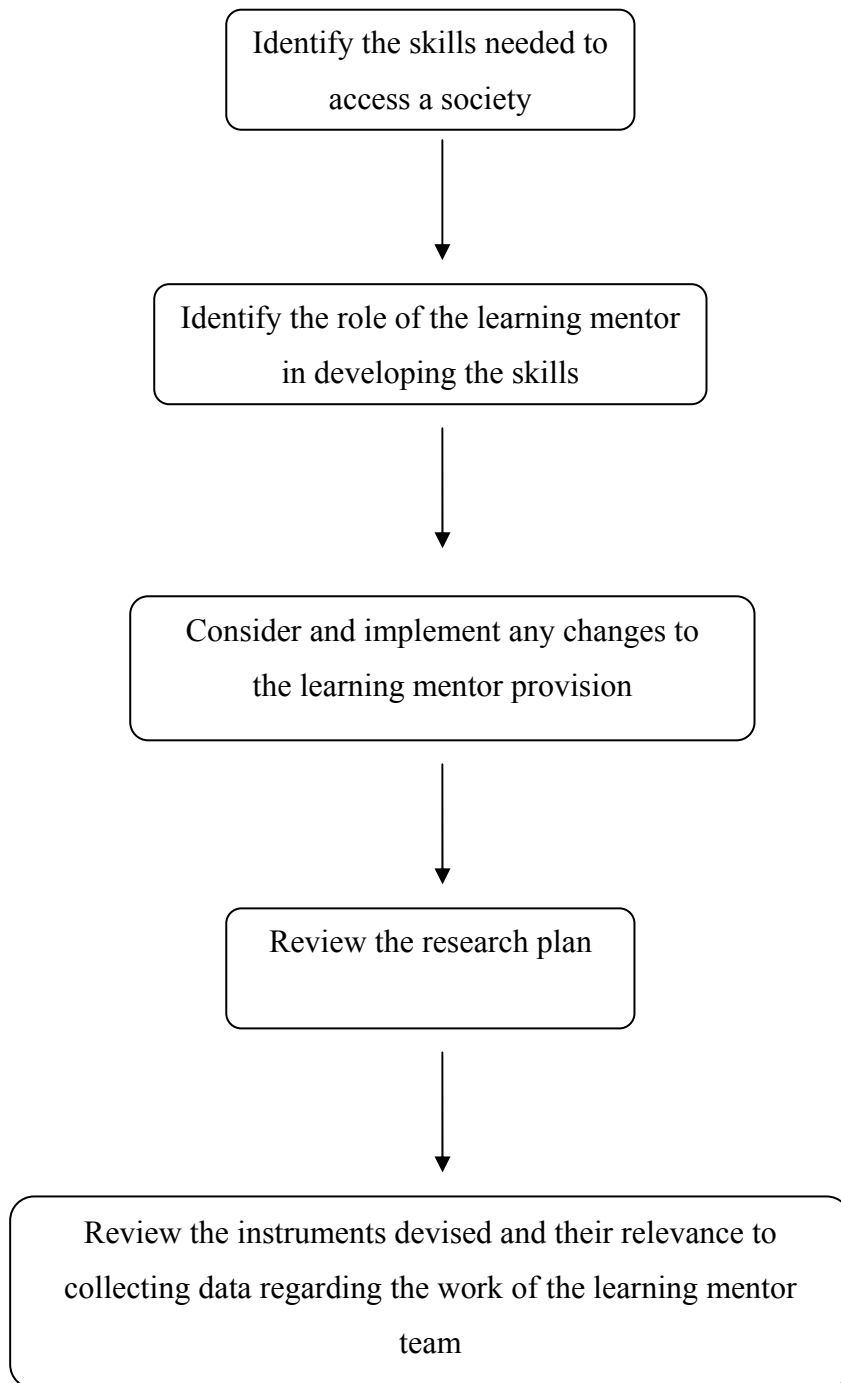 Identify the skills needed to
access a society
Identify the role of the learning mentor
in developing the skills
Consider and implement any changes to
the learning mentor provision
Review the research plan
Review the instruments devised and their relevance to
collecting data regarding the work of the learning mentor
team